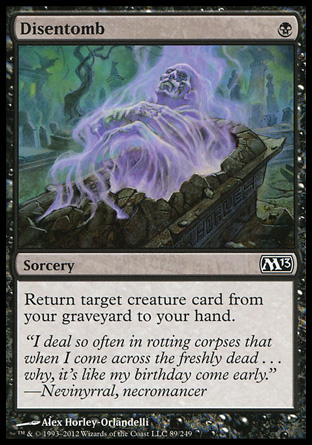 Disentomb
Sorcery
M13
Return target creature card from
your graveyard to your hand.
“I deal so often in rotting corpses that
when I come across the freshly dead . . .
why, it’s like my birthday come early.”
—Nevinyrral, necromancer
Alex Horley-Orlandelli
™ & © 1993–2012 Wizards of the Coast LLC 89/249